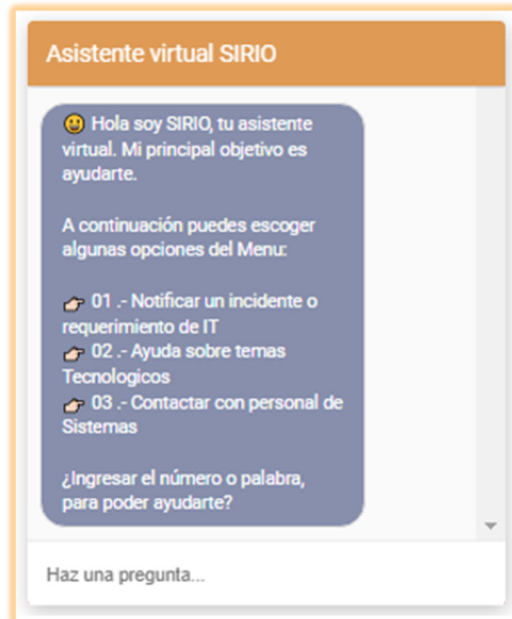 Asistente virtual SIRIO
😀 Hola soy SIRIO, tu asistente
virtual. Mi principal objetivo es
ayudarte.
A continuación puedes escoger
algunas opciones del Menu:
👉 01 .- Notificar un incidente o
requerimiento de IT
👉 02 .- Ayuda sobre temas
Tecnologicos
👉 03 .- Contactar con personal de
Sistemas
¿Ingresar el número o palabra,
para poder ayudarte?
Haz una pregunta...